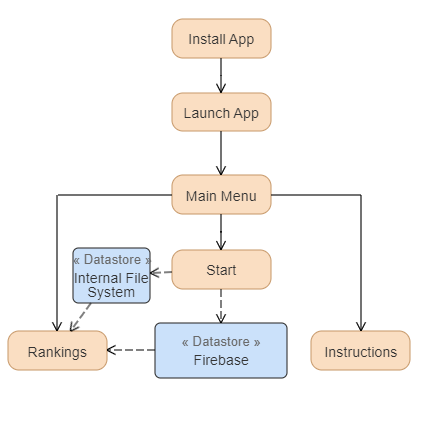 Install App
Launch App
Main Menu
« Datastore »
Internal File
System
Start
« Datastore »
Firebase
Rankings
Instructions